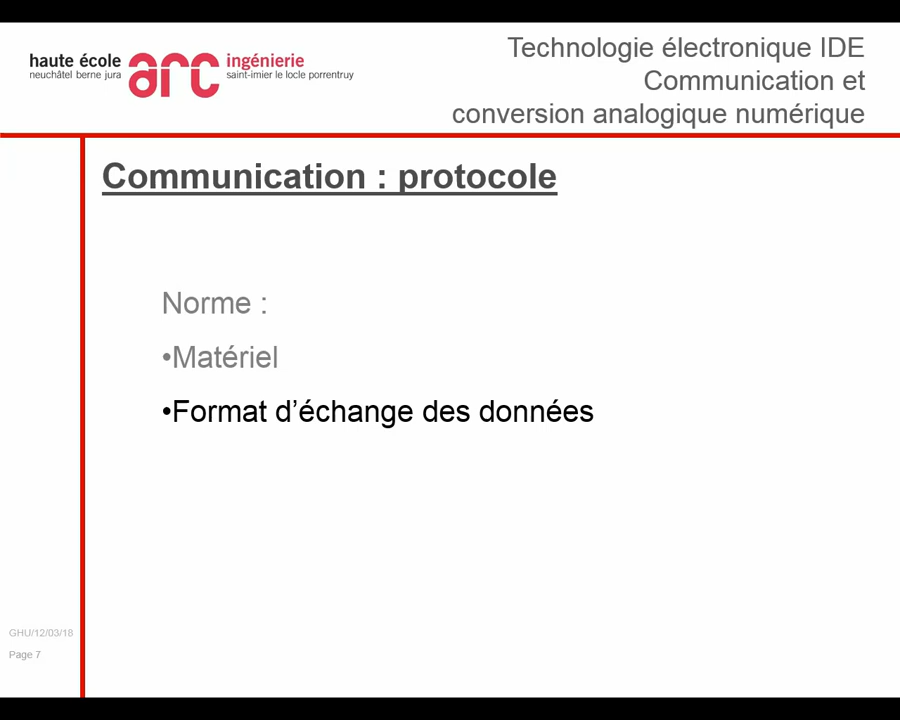 haute école
neuchâtel berne jura
arc
ingénierie
saint-imier le locle porrentruy
Technologie électronique IDE
Communication et
conversion analogique numérique
Communication : protocole
Norme :
•Matériel
•Format d’échange des données
GHU/12/03/18
Page 7